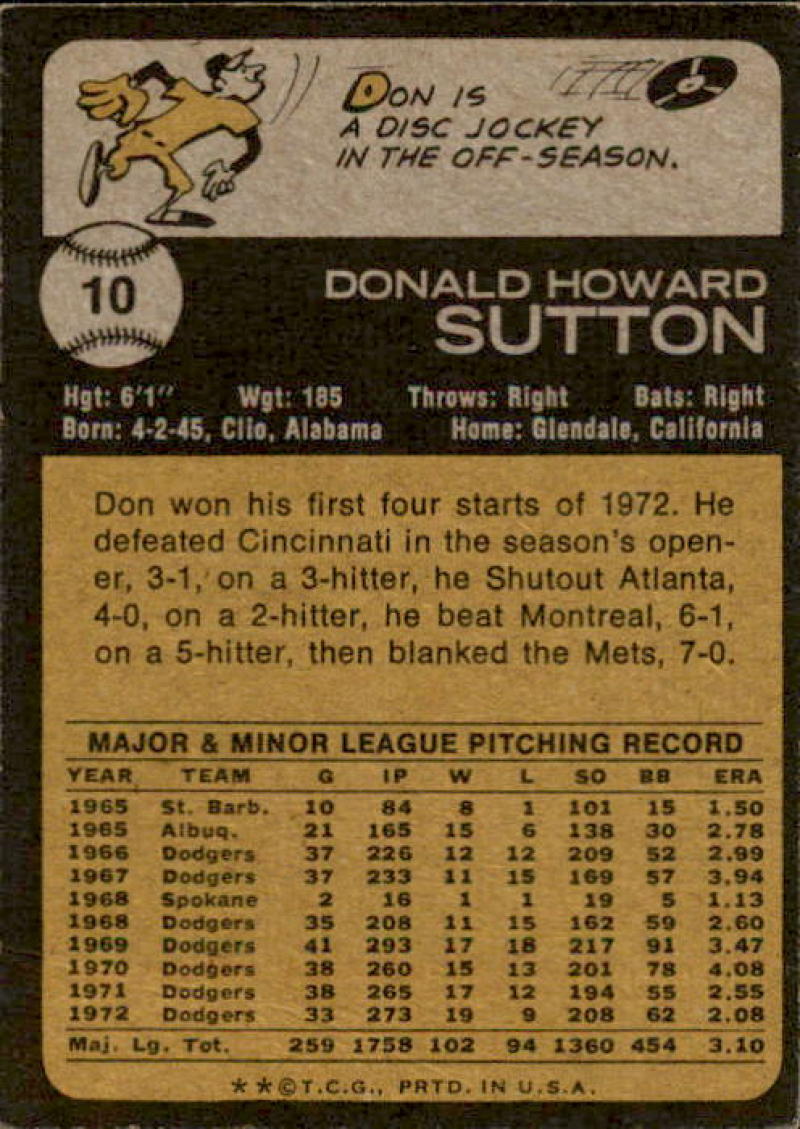 DON IS
A DISC JOCKEY
IN THE OFF-SEASON.
10
DONALD HOWARD
SUTTON
Hgt: 6'1" Wgt: 185 Throws: Right Bats: Right
Born: 4-2-45, Clio, Alabama Home: Glendale, California
Don won his first four starts of 1972. He
defeated Cincinnati in the season's open-
er, 3-1, on a 3-hitter, he Shutout Atlanta,
4-0, on a 2-hitter, he beat Montreal, 6-1,
on a 5-hitter, then blanked the Mets, 7-0.
MAJOR & MINOR LEAGUE PITCHING RECORD
YEAR TEAM G IP W L SO BB ERA
1965 St. Barb. 10 84 8 1 101 15 1.50
1965 Albuq. 21 165 15 6 138 30 2.78
1966 Dodgers 37 226 12 12 209 52 2.99
1967 Dodgers 37 233 11 15 169 57 3.94
1968 Spokane 2 16 1 1 19 5 1.13
1968 Dodgers 35 208 11 15 162 59 2.60
1969 Dodgers 41 293 17 18 217 91 3.47
1970 Dodgers 38 260 15 13 201 78 4.08
1971 Dodgers 38 265 17 12 194 55 2.55
1972 Dodgers 33 273 19 9 208 62 2.08
Maj. Lg. Tot. 259 1758 102 94 1360 454 3.10
**©T.C.G., PRTD. IN U.S.A.